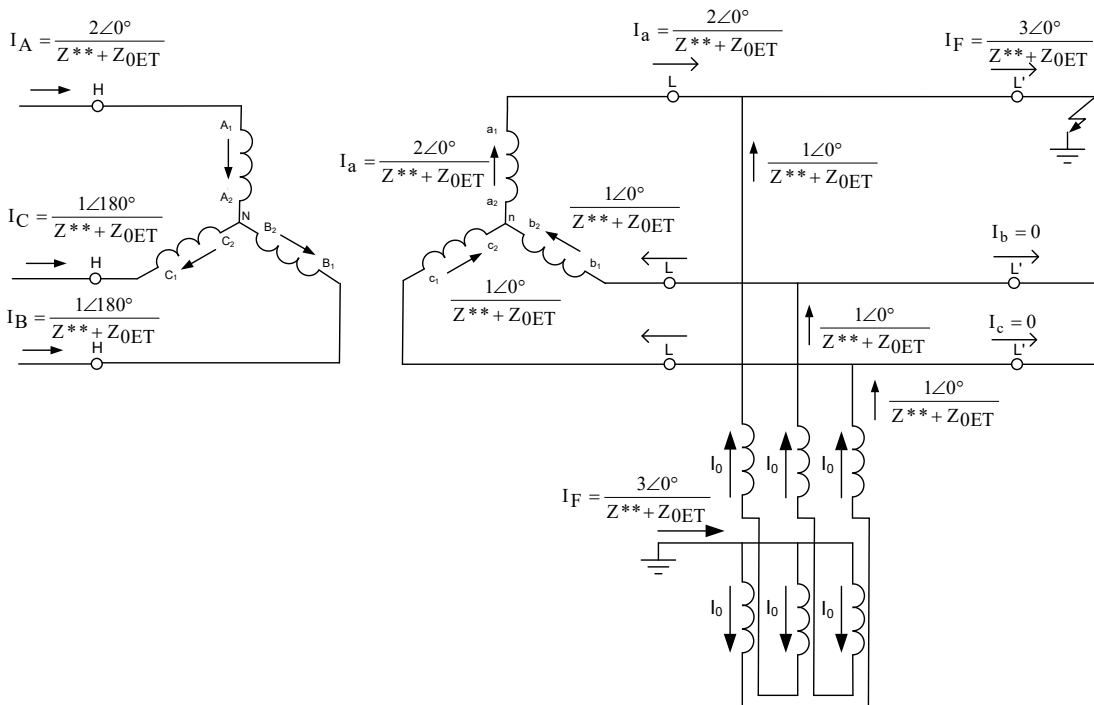 I_A = 2∠0° / (Z** + Z_0ET)
H
A₁
A₂
N
I_C = 1∠180° / (Z** + Z_0ET)
C₂
C₁
H
B₂
B₁
I_B = 1∠180° / (Z** + Z_0ET)
H
I_a = 2∠0° / (Z** + Z_0ET)
L
I_F = 3∠0° / (Z** + Z_0ET)
L'
a₁
I_a = 2∠0° / (Z** + Z_0ET)
a₂
n
1∠0° / (Z** + Z_0ET)
1∠0° / (Z** + Z_0ET)
b₂
b₁
c₂
c₁
1∠0° / (Z** + Z_0ET)
L
I_b = 0
L'
1∠0° / (Z** + Z_0ET)
L
I_c = 0
L'
1∠0° / (Z** + Z_0ET)
I₀ I₀ I₀
I_F = 3∠0° / (Z** + Z_0ET)
I₀ I₀ I₀